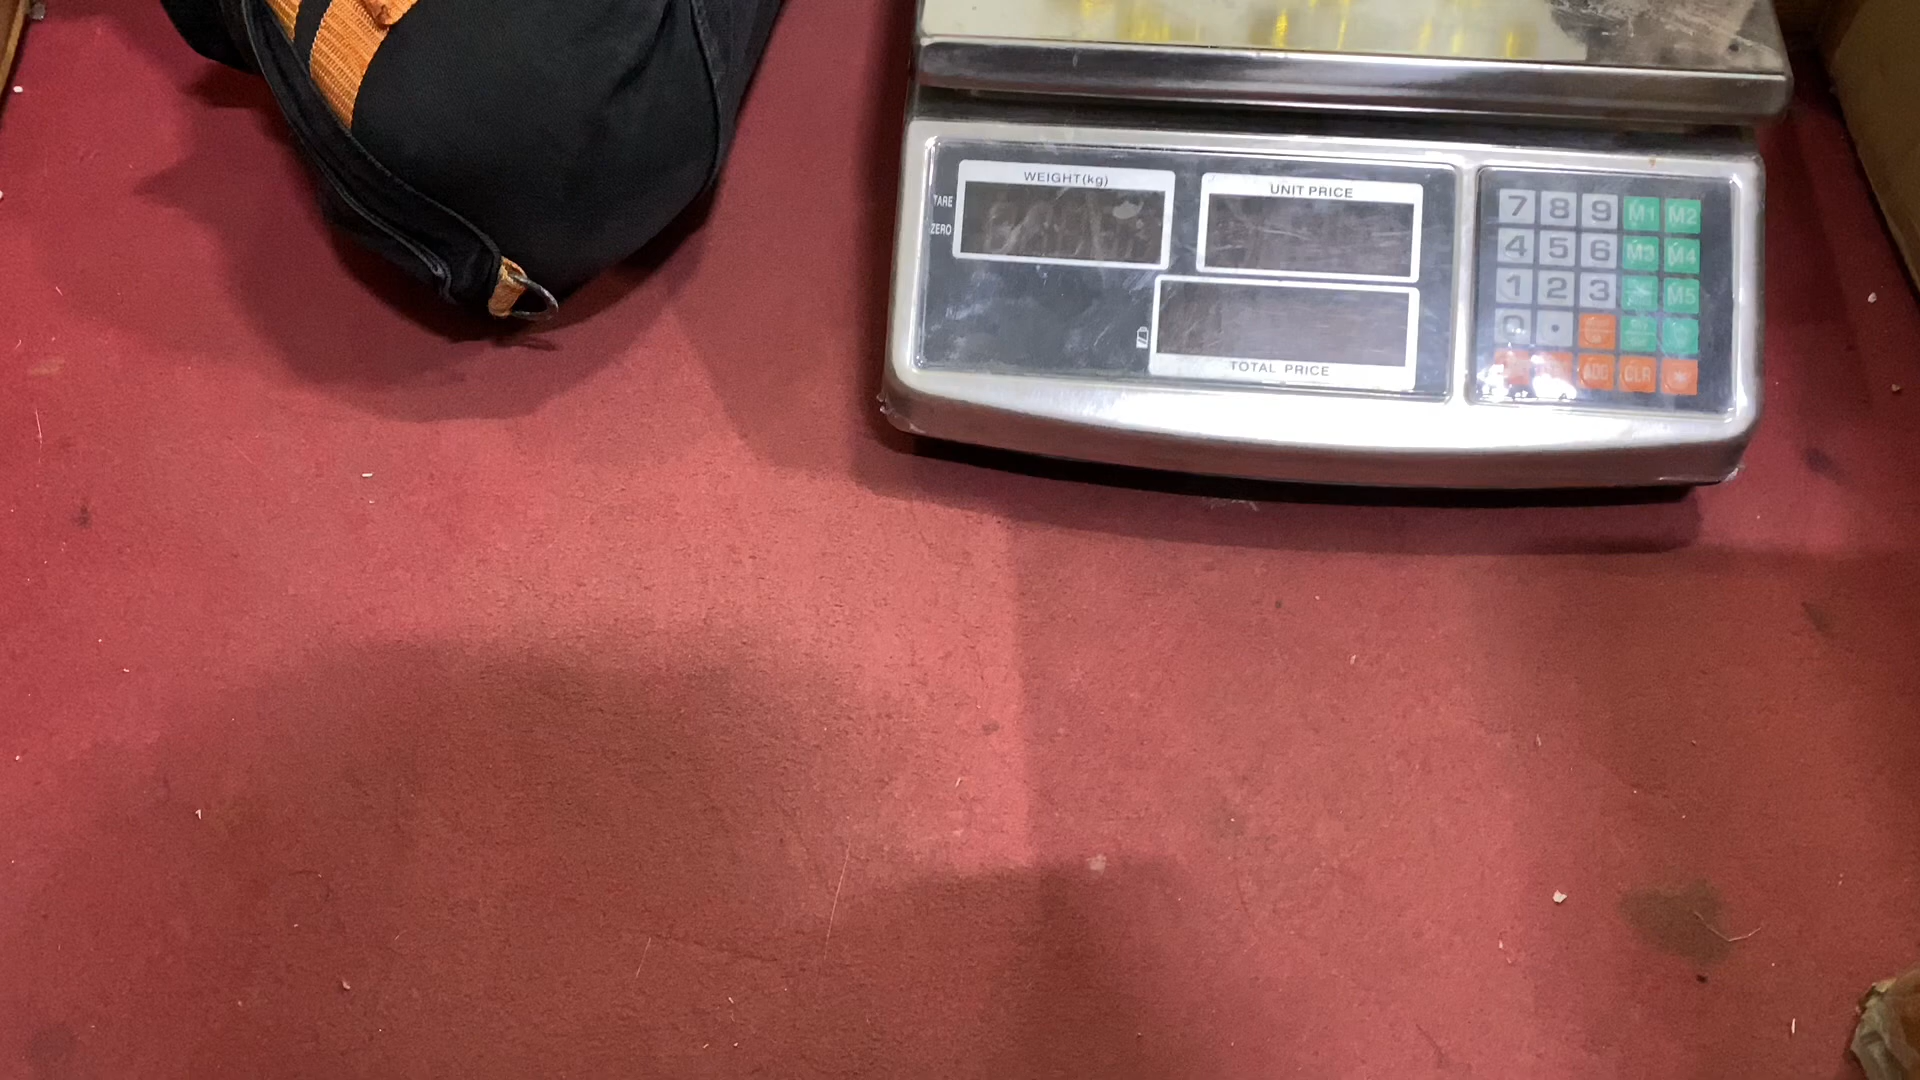 WEIGHT(kg)
UNIT PRICE
TARE
ZERO
TOTAL PRICE
7 8 9 M1 M2
4 5 6 M3 M4
1 2 3 M5
0 .
ADD CLR